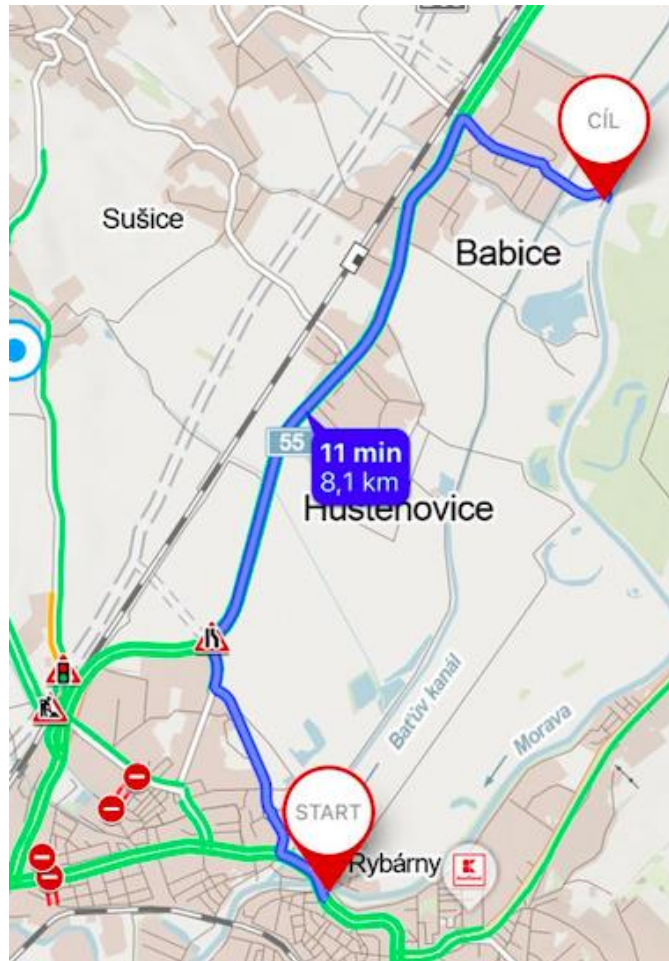 CÍL
Sušice
Babice
55
11 min
8,1 km
Huštěnovice
Baťův kanál
Morava
START
Rybárny
K